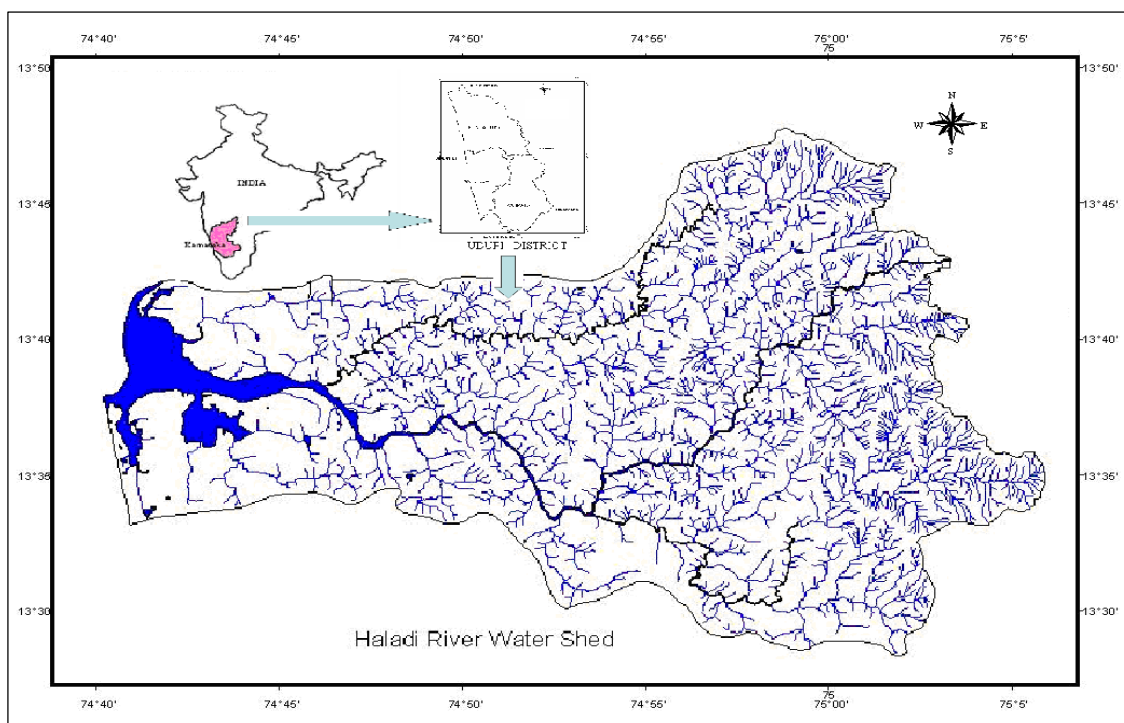 74°40' 74°45' 74°50' 74°55' 75°00' 75°5'
75
13°50' 13°50'
N
W E
S
INDIA
13°45' 13°45'
Karnataka
UDUPI DISTRICT
13°40' 13°40'
13°35' 13°35'
13°30' 13°30'
Haladi River Water Shed
74°40' 74°45' 74°50' 74°55' 75°00' 75°5'
75